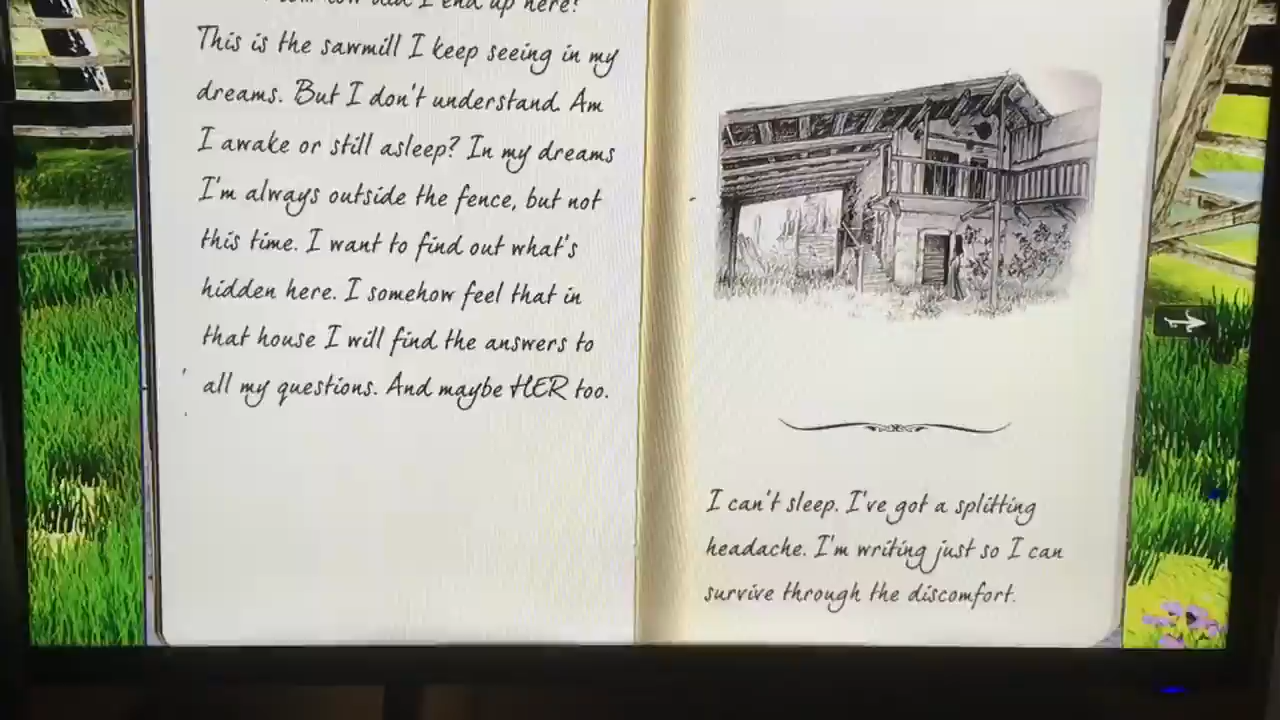 I end up here?
This is the sawmill I keep seeing in my
dreams. But I don't understand. Am
I awake or still asleep? In my dreams
I'm always outside the fence, but not
this time. I want to find out what's
hidden here. I somehow feel that in
that house I will find the answers to
all my questions. And maybe HER too.
I can't sleep. I've got a splitting
headache. I'm writing just so I can
survive through the discomfort.